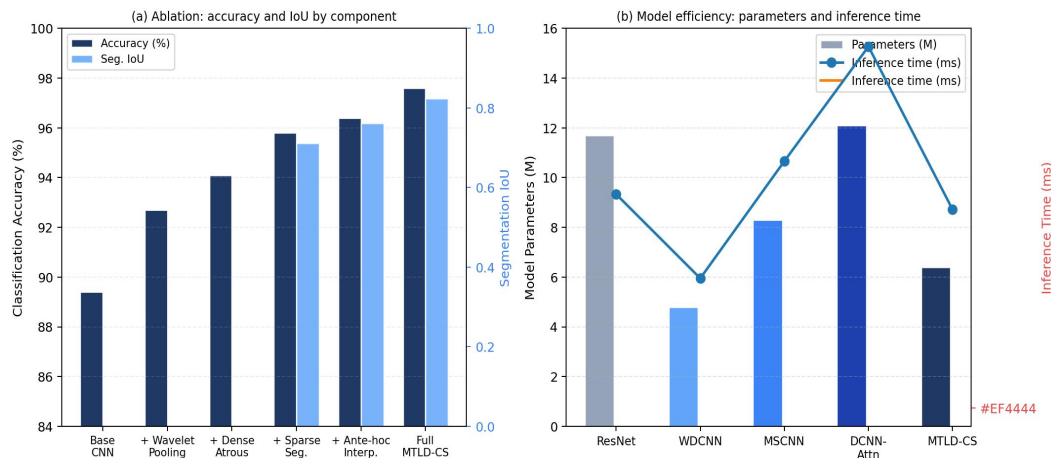 (a) Ablation: accuracy and IoU by component
Classification Accuracy (%)
100
98
96
94
92
90
88
86
84
Accuracy (%)
Seg. IoU
Base
CNN
+ Wavelet
Pooling
+ Dense
Atrous
+ Sparse
Seg.
+ Ante-hoc
Interp.
Full
MTLD-CS
1.0
0.8
0.6
0.4
0.2
0.0
Segmentation IoU
(b) Model efficiency: parameters and inference time
Model Parameters (M)
16
14
12
10
8
6
4
2
0
Parameters (M)
Inference time (ms)
Inference time (ms)
ResNet
WDCNN
MSCNN
DCNN-
Attn
MTLD-CS
#EF4444
Inference Time (ms)